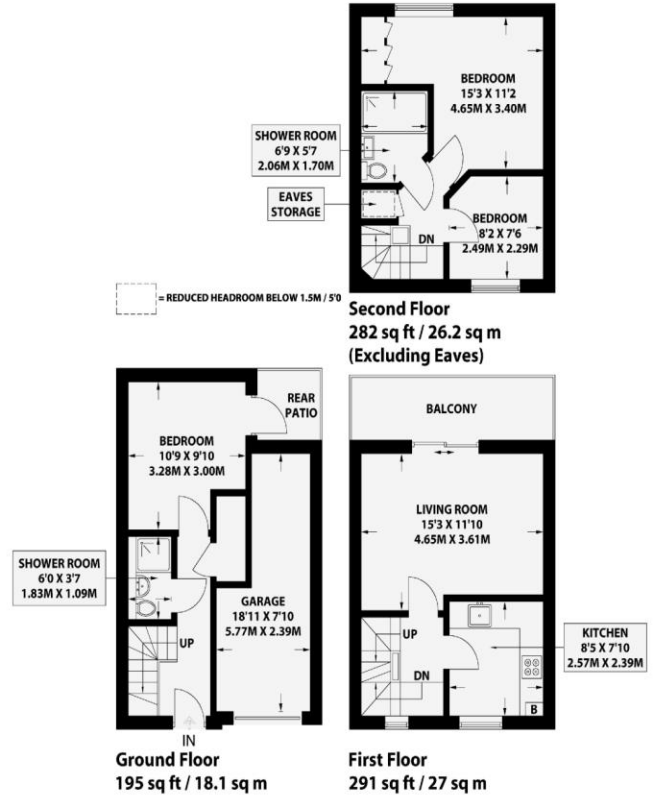 BEDROOM
15'3 X 11'2
4.65M X 3.40M
SHOWER ROOM
6'9 X 5'7
2.06M X 1.70M
EAVES
STORAGE
BEDROOM
8'2 X 7'6
2.49M X 2.29M
DN
= REDUCED HEADROOM BELOW 1.5M / 5'0
Second Floor
282 sq ft / 26.2 sq m
(Excluding Eaves)
REAR
PATIO
BEDROOM
10'9 X 9'10
3.28M X 3.00M
SHOWER ROOM
6'0 X 3'7
1.83M X 1.09M
GARAGE
18'11 X 7'10
5.77M X 2.39M
UP
IN
Ground Floor
195 sq ft / 18.1 sq m
BALCONY
LIVING ROOM
15'3 X 11'10
4.65M X 3.61M
UP
DN
KITCHEN
8'5 X 7'10
2.57M X 2.39M
B
First Floor
291 sq ft / 27 sq m